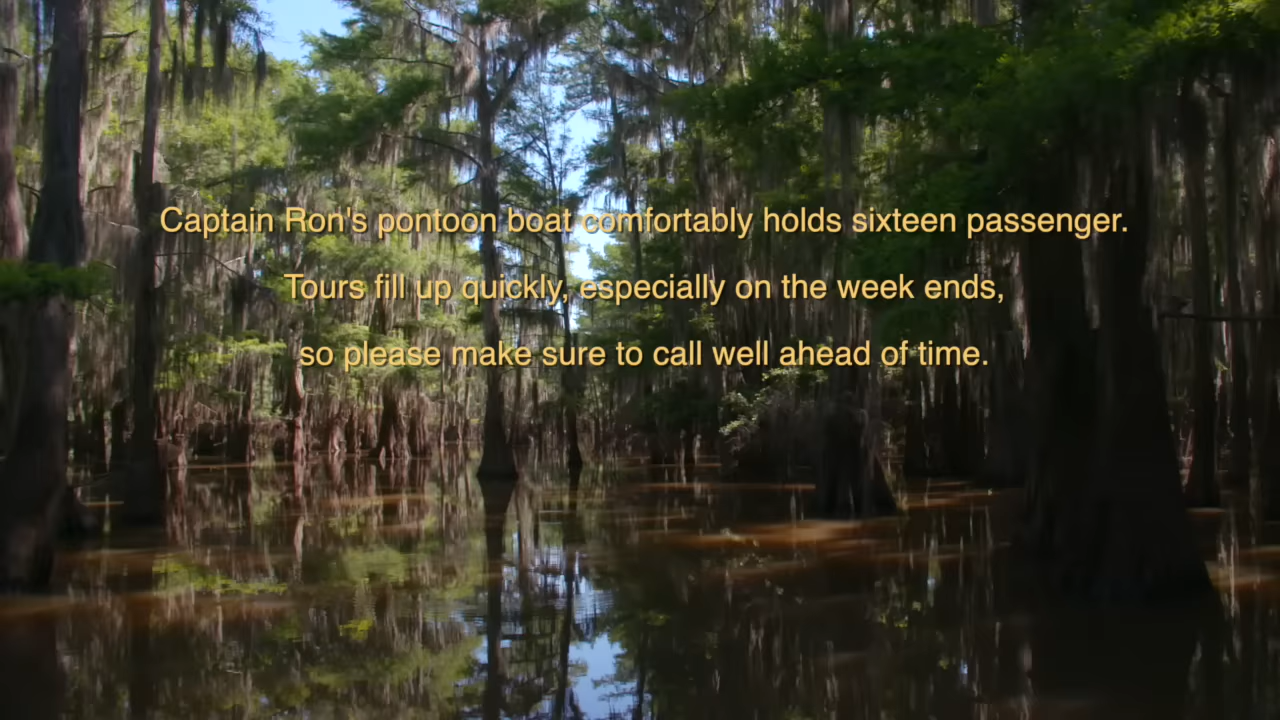 Captain Ron's pontoon boat comfortably holds sixteen passenger.
Tours fill up quickly, especially on the week ends,
so please make sure to call well ahead of time.